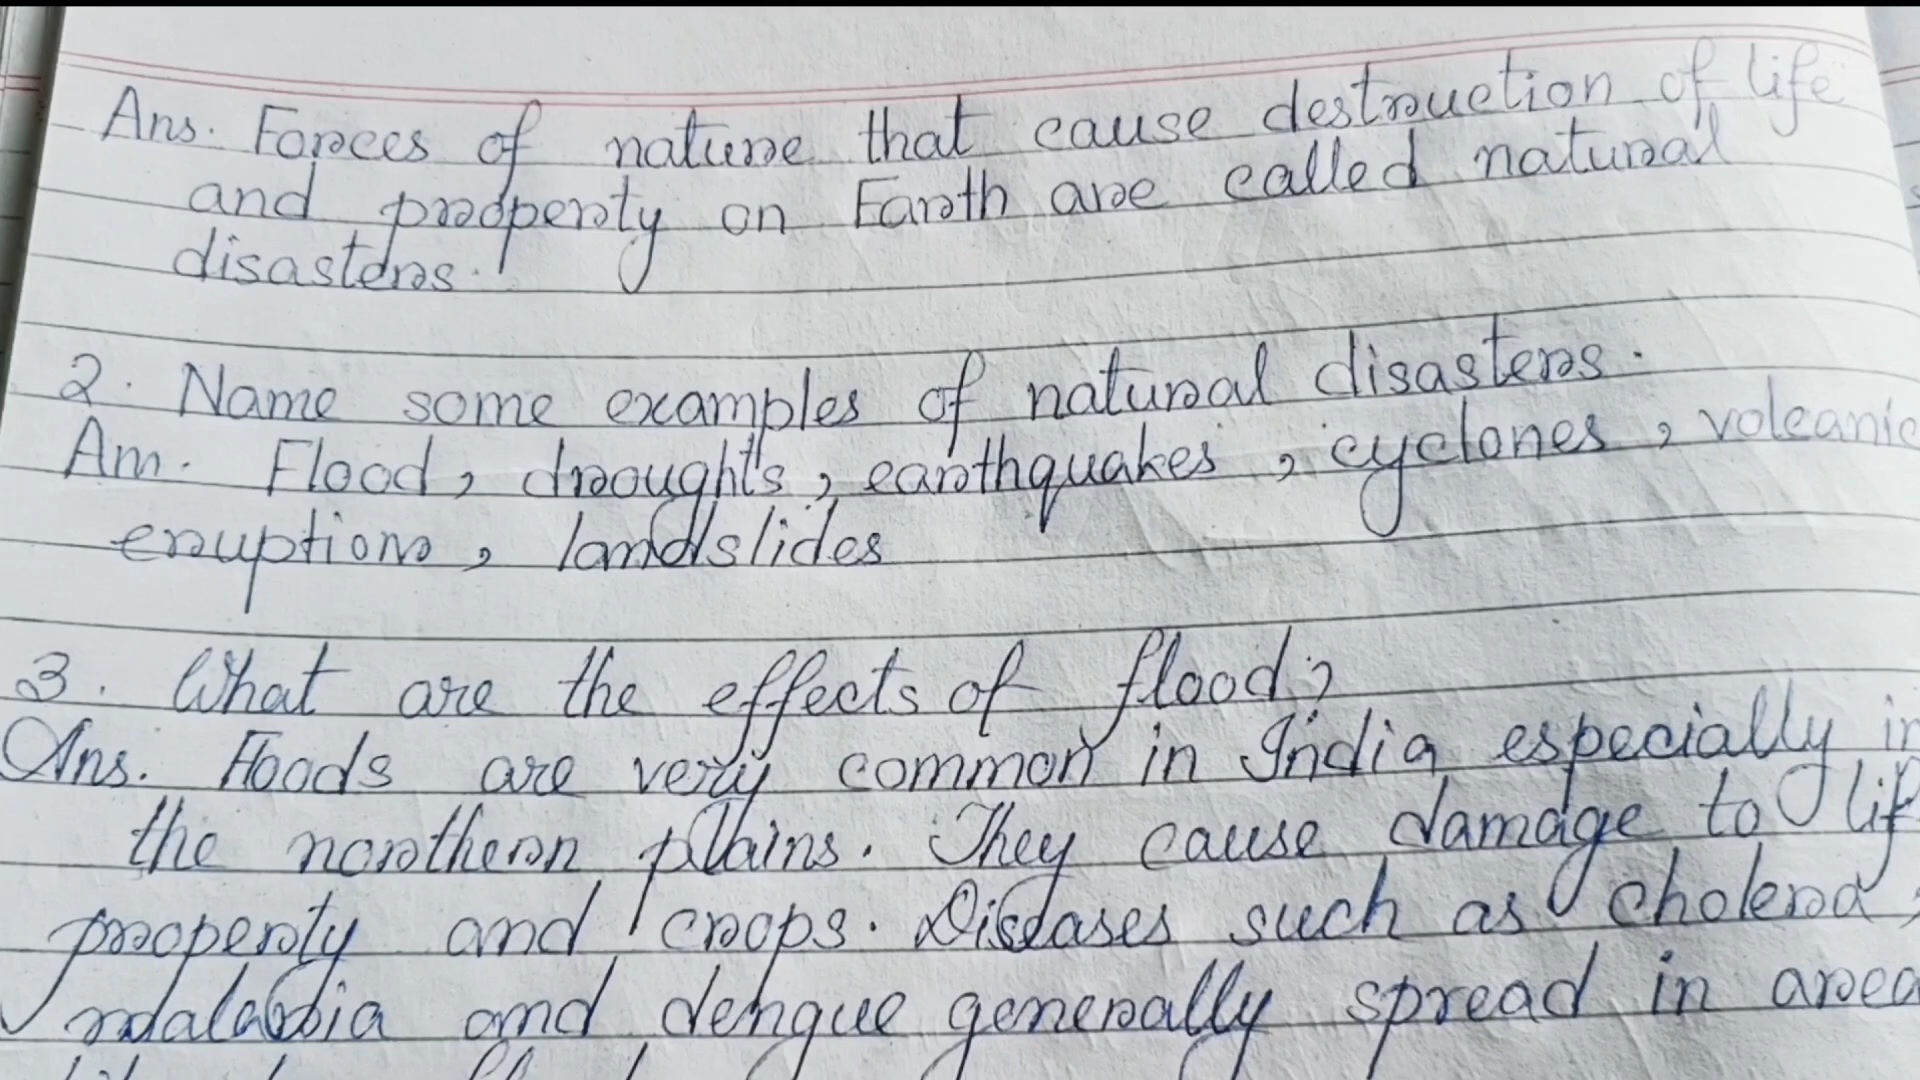 Ans. Forces of nature that cause destruction of life
and property on Earth are called natural
disasters.
2. Name some examples of natural disasters.
Ans. Flood, droughts, earthquakes, cyclones, volcanic
eruption, landslides
3. What are the effects of flood?
Ans. Floods are very common in India especially in
the northern plains. They cause damage to
property and crops. Diseases such as cholera,
malaria and dengue generally spread in